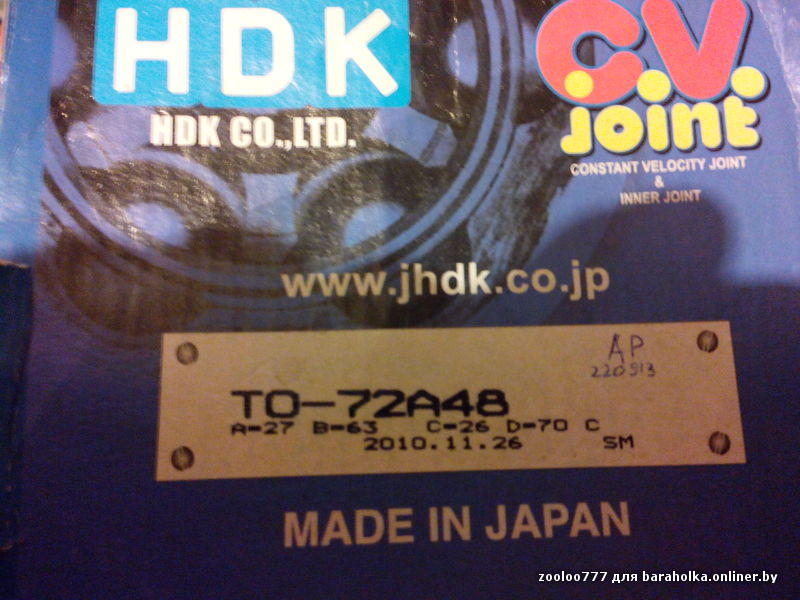 HDK
HDK CO.,LTD.
C.V.
joint
CONSTANT VELOCITY JOINT
&
INNER JOINT
www.jhdk.co.jp
AP
220913
TO-72A48
A-27 B-63 C-26 D-70 C
2010.11.26 SM
MADE IN JAPAN
zooloo777 для baraholka.onliner.by